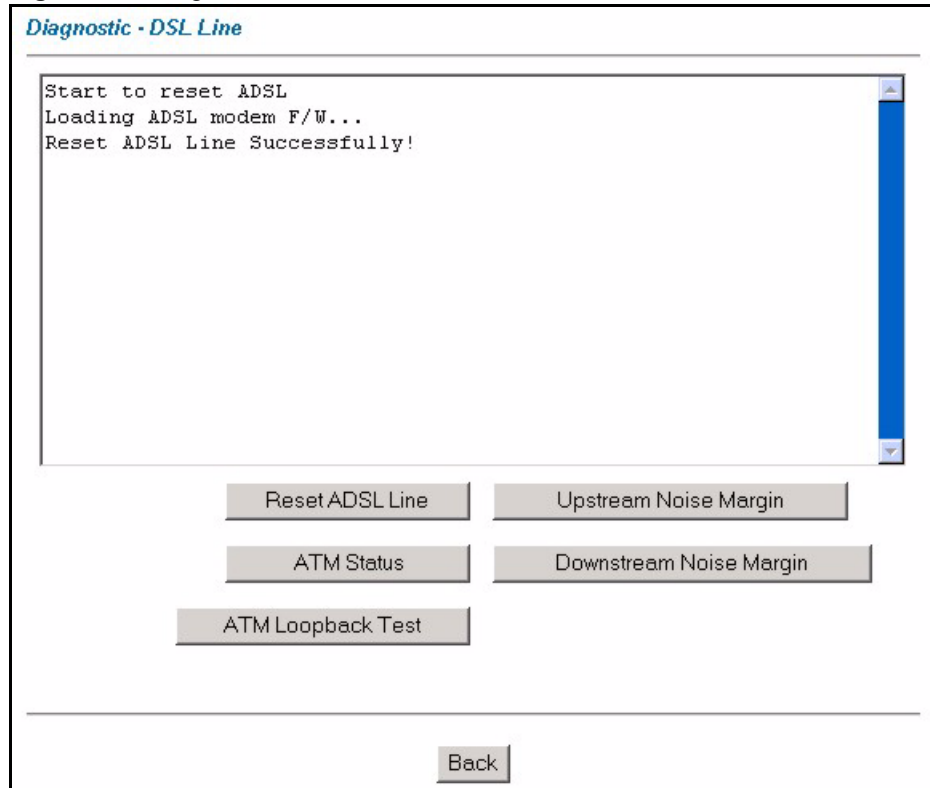 Diagnostic - DSL Line
Start to reset ADSL
Loading ADSL modem F/W...
Reset ADSL Line Successfully!
Reset ADSL Line
Upstream Noise Margin
ATM Status
Downstream Noise Margin
ATM Loopback Test
Back